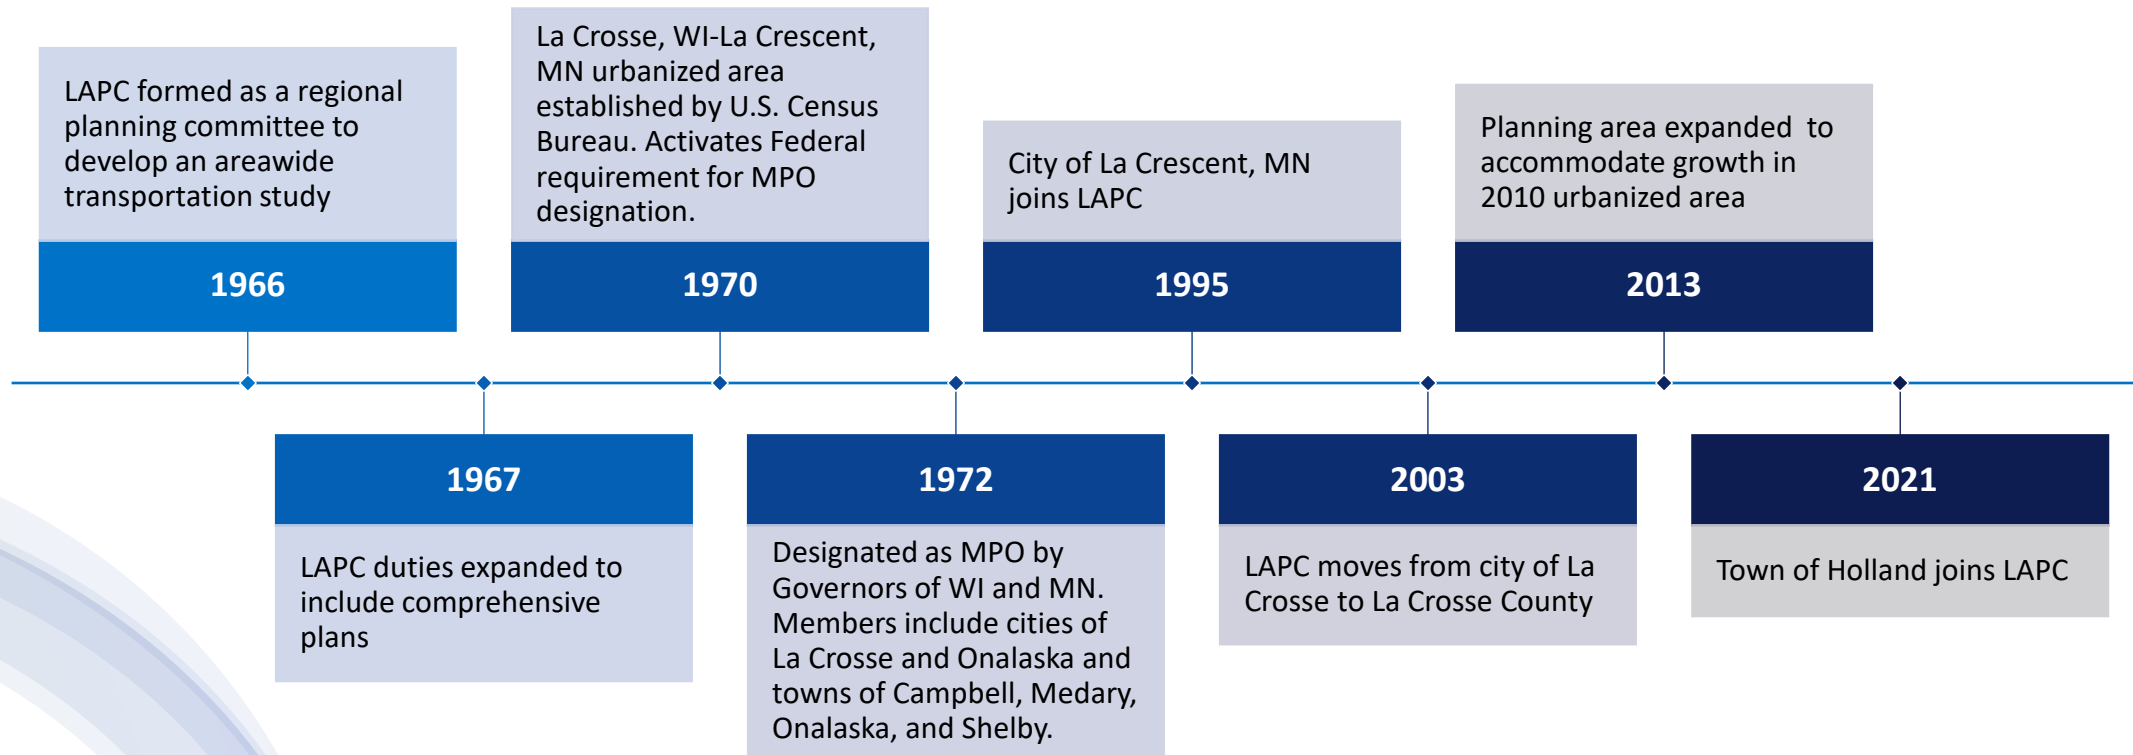 LAPC formed as a regional
planning committee to
develop an areawide
transportation study
1966
LAPC duties expanded to
include comprehensive
plans
1967
La Crosse, WI-La Crescent,
MN urbanized area
established by U.S. Census
Bureau. Activates Federal
requirement for MPO
designation.
1970
1972
Designated as MPO by
Governors of WI and MN.
Members include cities of
La Crosse and Onalaska and
towns of Campbell, Medary,
Onalaska, and Shelby.
City of La Crescent, MN
joins LAPC
1995
2003
LAPC moves from city of La
Crosse to La Crosse County
Planning area expanded  to
accommodate growth in
2010 urbanized area
2013
2021
Town of Holland joins LAPC